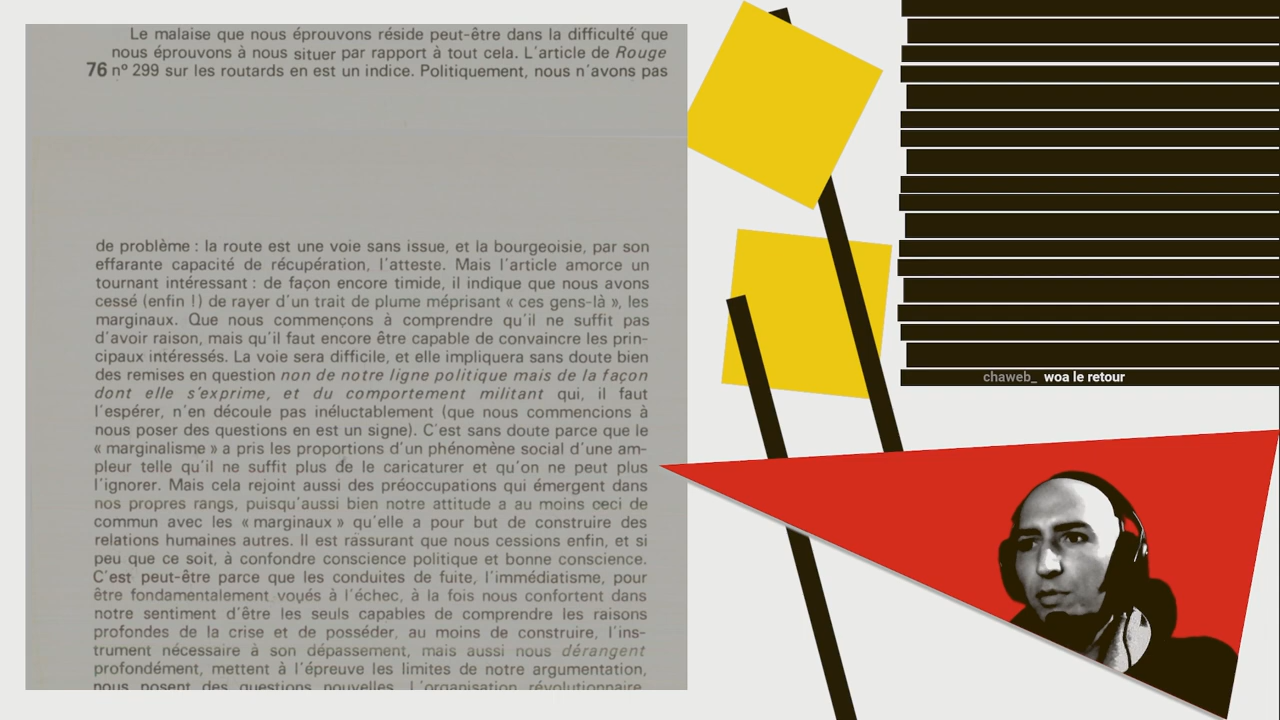 Le malaise que nous éprouvons réside peut-être dans la difficulté que
nous éprouvons à nous situer par rapport à tout cela. L'article de Rouge
76 nº 299 sur les routards en est un indice. Politiquement, nous n'avons pas
de problème : la route est une voie sans issue, et la bourgeoisie, par son
effarante capacité de récupération, l'atteste. Mais l'article amorce un
tournant intéressant : de façon encore timide, il indique que nous avons
cessé (enfin !) de rayer d'un trait de plume méprisant « ces gens-là », les
marginaux. Que nous commençons à comprendre qu'il ne suffit pas
d'avoir raison, mais qu'il faut encore être capable de convaincre les prin-
cipaux intéressés. La voie sera difficile, et elle impliquera sans doute bien
des remises en question non de notre ligne politique mais de la façon
dont elle s'exprime, et du comportement militant qui, il faut
l'espérer, n'en découle pas inéluctablement (que nous commencions à
nous poser des questions en est un signe). C'est sans doute parce que le
« marginalisme » a pris les proportions d'un phénomène social d'une am-
pleur telle qu'il ne suffit plus de le caricaturer et qu'on ne peut plus
l'ignorer. Mais cela rejoint aussi des préoccupations qui émergent dans
nos propres rangs, puisqu'aussi bien notre attitude a au moins ceci de
commun avec les « marginaux » qu'elle a pour but de construire des
relations humaines autres. Il est rassurant que nous cessions enfin, et si
peu que ce soit, à confondre conscience politique et bonne conscience.
C'est peut-être parce que les conduites de fuite, l'immédiatisme, pour
être fondamentalement voués à l'échec, à la fois nous confortent dans
notre sentiment d'être les seuls capables de comprendre les raisons
profondes de la crise et de posséder, au moins de construire, l'ins-
trument nécessaire à son dépassement, mais aussi nous dérangent
profondément, mettent à l'épreuve les limites de notre argumentation,
nous posent des questions nouvelles. L'organisation révolutionnaire,
chaweb_ woa le retour